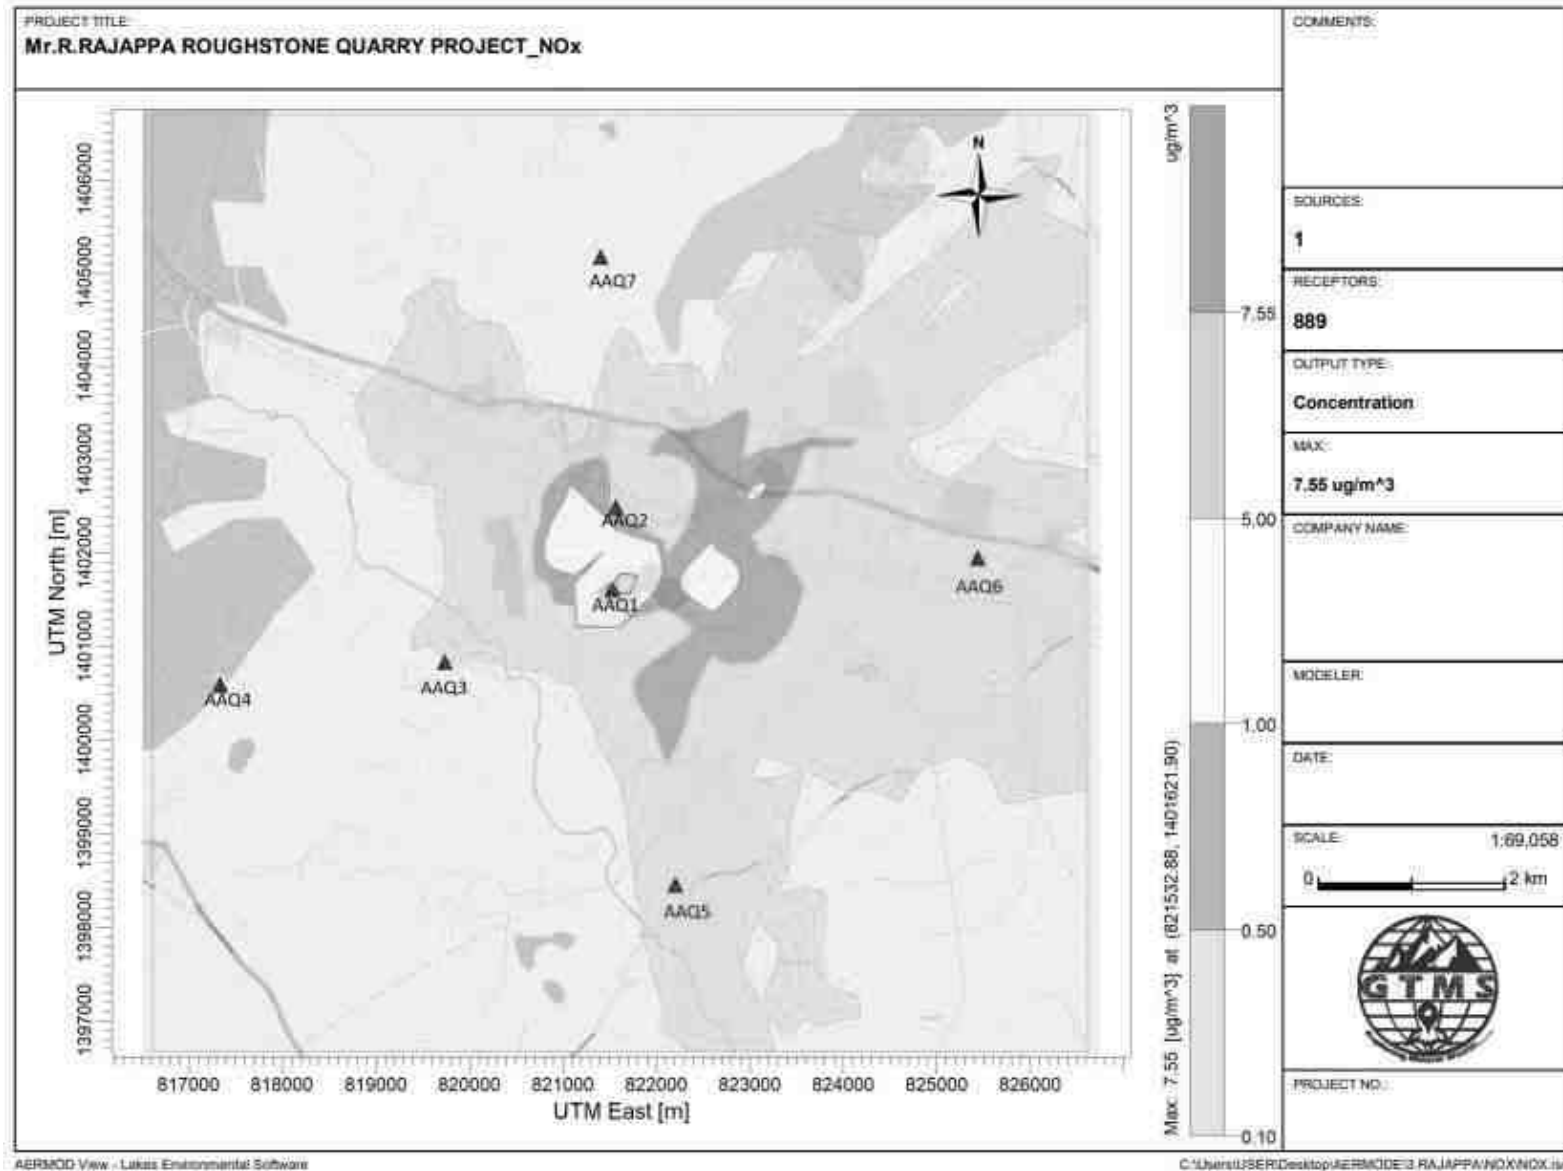 PROJECT TITLE:
Mr.R.RAJAPPA ROUGHSTONE QUARRY PROJECT_NOx
COMMENTS:
SOURCES:
1
RECEPTORS:
889
OUTPUT TYPE:
Concentration
MAX:
7.55 ug/m^3
COMPANY NAME:
MODELER:
DATE:
SCALE: 1:69,058
0 2 km
GTMS
PROJECT NO.:
ug/m^3
7.55
5.00
1.00
0.50
0.10
Max: 7.55 [ug/m^3] at (821532.88, 1401621.90)
N
AAQ7
AAQ2
AAQ6
AAQ1
AAQ3
AAQ4
AAQ5
UTM North [m]
1406000
1405000
1404000
1403000
1402000
1401000
1400000
1399000
1398000
1397000
817000 818000 819000 820000 821000 822000 823000 824000 825000 826000
UTM East [m]
AERMOD View - Lakes Environmental Software